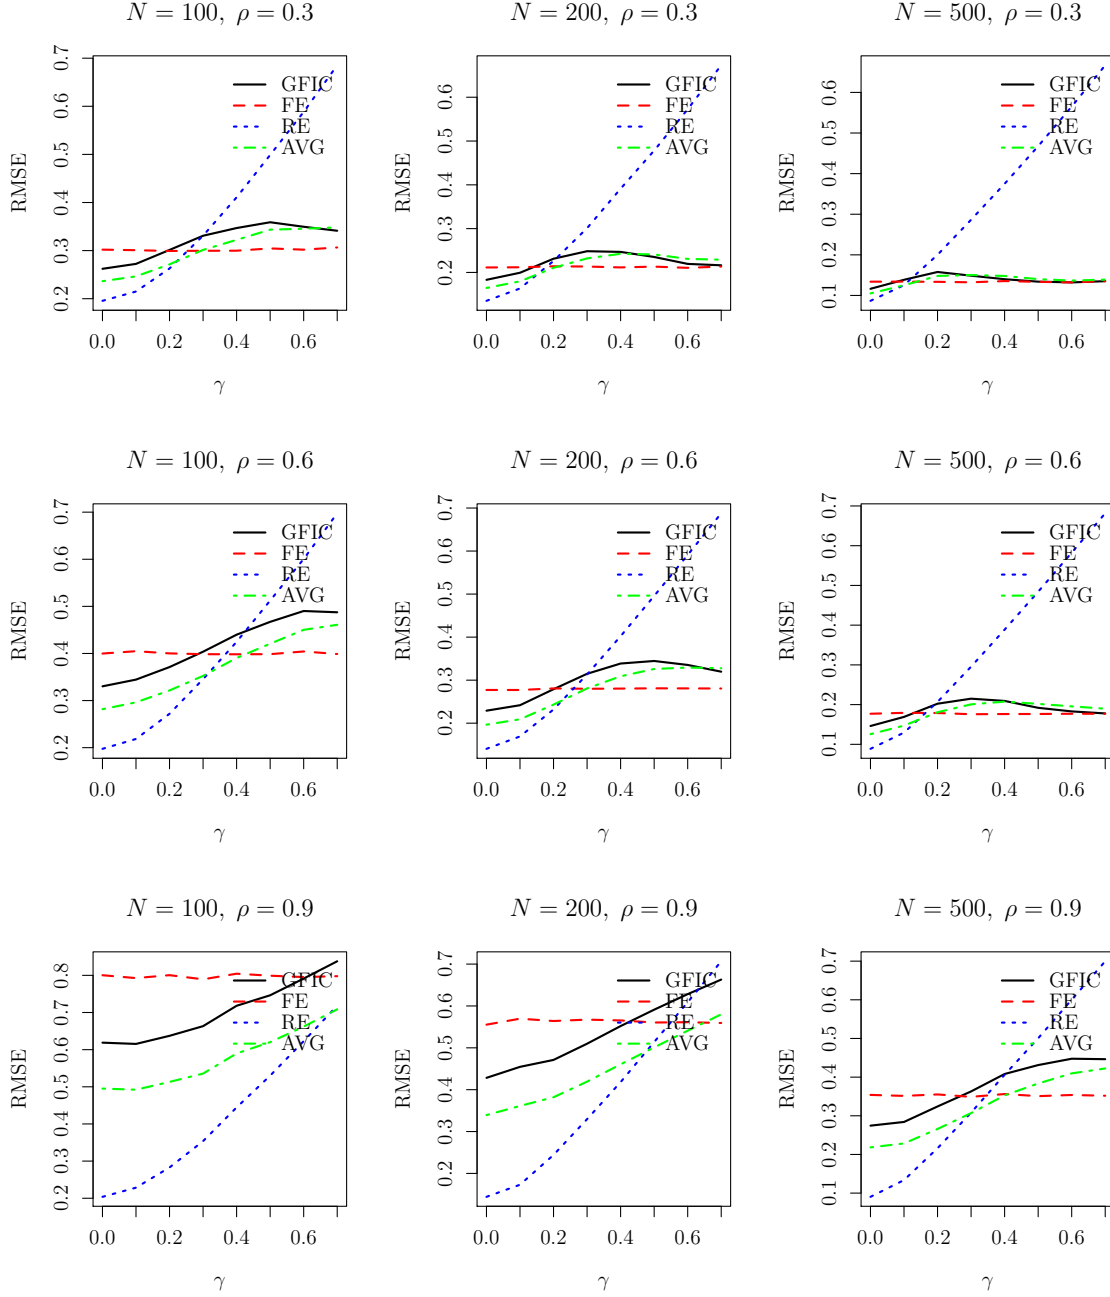 N = 100, ρ = 0.3
RMSE
0.2 0.3 0.4 0.5 0.6 0.7
GFIC
FE
RE
AVG
0.0 0.2 0.4 0.6
γ
N = 200, ρ = 0.3
RMSE
0.2 0.3 0.4 0.5 0.6
GFIC
FE
RE
AVG
0.0 0.2 0.4 0.6
γ
N = 500, ρ = 0.3
RMSE
0.1 0.2 0.3 0.4 0.5 0.6
GFIC
FE
RE
AVG
0.0 0.2 0.4 0.6
γ
N = 100, ρ = 0.6
RMSE
0.2 0.3 0.4 0.5 0.6 0.7
GFIC
FE
RE
AVG
0.0 0.2 0.4 0.6
γ
N = 200, ρ = 0.6
RMSE
0.2 0.3 0.4 0.5 0.6 0.7
GFIC
FE
RE
AVG
0.0 0.2 0.4 0.6
γ
N = 500, ρ = 0.6
RMSE
0.1 0.2 0.3 0.4 0.5 0.6 0.7
GFIC
FE
RE
AVG
0.0 0.2 0.4 0.6
γ
N = 100, ρ = 0.9
RMSE
0.2 0.3 0.4 0.5 0.6 0.7 0.8
GFIC
FE
RE
AVG
0.0 0.2 0.4 0.6
γ
N = 200, ρ = 0.9
RMSE
0.2 0.3 0.4 0.5 0.6 0.7
GFIC
FE
RE
AVG
0.0 0.2 0.4 0.6
γ
N = 500, ρ = 0.9
RMSE
0.1 0.2 0.3 0.4 0.5 0.6 0.7
GFIC
FE
RE
AVG
0.0 0.2 0.4 0.6
γ